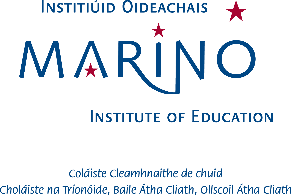 Institiúid Oideachais
MARINO
Institute of Education
Coláiste Cleamhnaithe de chuid
Choláiste na Tríonóide, Baile Átha Cliath, Ollscoil Átha Cliath